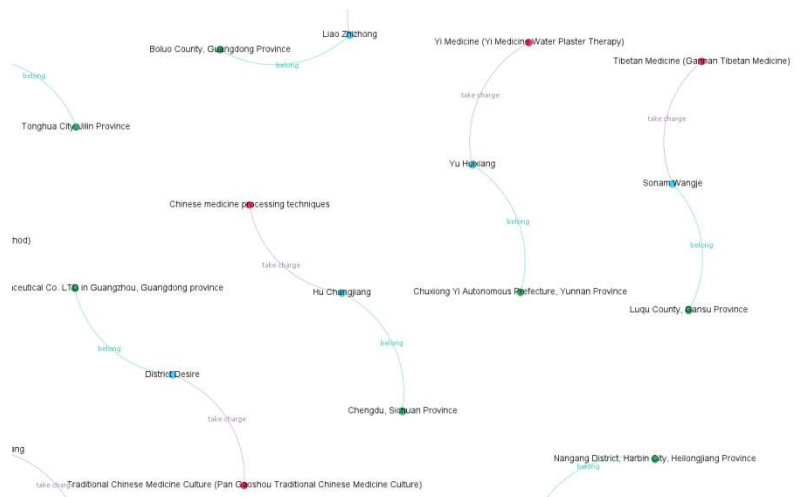 Liao Zhizhong
Yi Medicine (Yi Medicine Water Plaster Therapy)
Boluo County, Guangdong Province
Tibetan Medicine (Gannan Tibetan Medicine)
belong
belong
take charge
take charge
Tonghua City, Jilin Province
Yu Huixiang
Sonam Wangje
Chinese medicine processing techniques
belong
hod)
belong
take charge
ceutical Co. LTD in Guangzhou, Guangdong province
Hu Changjiang
Chuxiong Yi Autonomous Prefecture, Yunnan Province
Luqu County, Gansu Province
belong
belong
District Desire
Chengdu, Sichuan Province
take charge
ang
Nangang District, Harbin City, Heilongjiang Province
belong
take charge
Traditional Chinese Medicine Culture (Pan Gaoshou Traditional Chinese Medicine Culture)